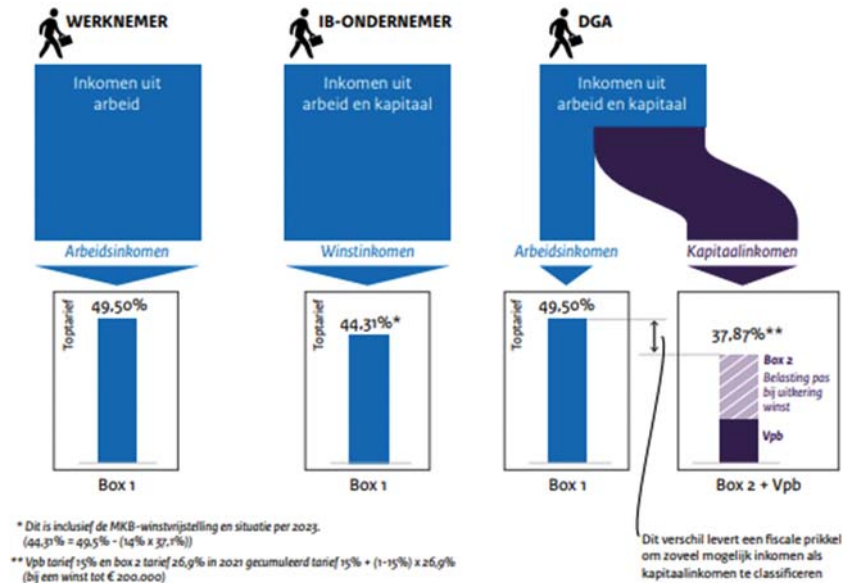 WERKNEMER
Inkomen uit
arbeid
Arbeidsinkomen
Toptarief
49,50%
Box 1
IB-ONDERNEMER
Inkomen uit
arbeid en kapitaal
Winstinkomen
Toptarief
44,31%*
Box 1
DGA
Inkomen uit
arbeid en kapitaal
Arbeidsinkomen
Kapitaalinkomen
Toptarief
49,50%
Box 1
37,87%**
Box 2
Belasting pas
bij uitkering
winst
Vpb
Box 2 + Vpb
* Dit is inclusief de MKB-winstvrijstelling en situatie per 2023.
(44,31% = 49,5% - (14% x 37,1%))
** Vpb tarief 15% en box 2 tarief 26,9% in 2021 gecumuleerd tarief 15% + (1-15%) x 26,9%
(bij een winst tot € 200.000)
Dit verschil levert een fiscale prikkel
om zoveel mogelijk inkomen als
kapitaalinkomen te classificeren